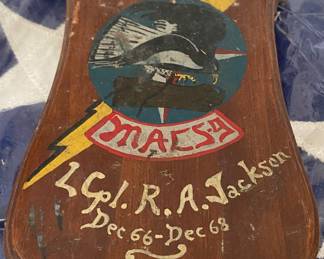 MACS-9
LCpl. R. A. Jackson
Dec 66-Dec 68